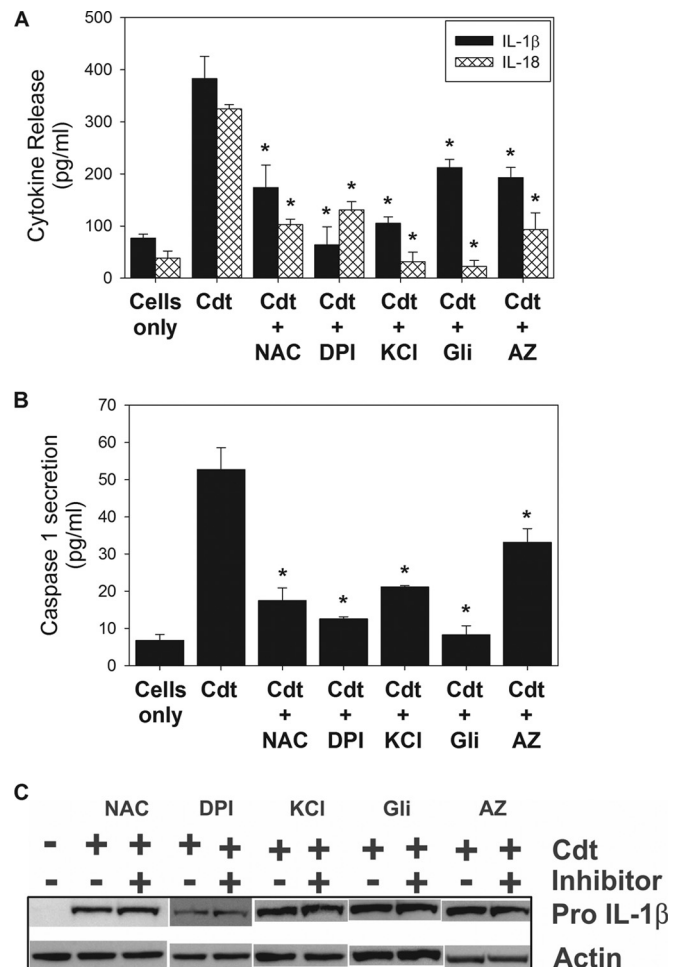 A
500
400
300
200
100
0
Cytokine Release
(pg/ml)
IL-1β
IL-18
* * * * * * * * * *
Cells only
Cdt
Cdt + NAC
Cdt + DPI
Cdt + KCl
Cdt + Gli
Cdt + AZ
B
70
60
50
40
30
20
10
0
Caspase 1 secretion
(pg/ml)
* * * * *
Cells only
Cdt
Cdt + NAC
Cdt + DPI
Cdt + KCl
Cdt + Gli
Cdt + AZ
C
NAC DPI KCl Gli AZ
- + + + + + + + + + + Cdt
- - + - + - + - + - + Inhibitor
Pro IL-1β
Actin